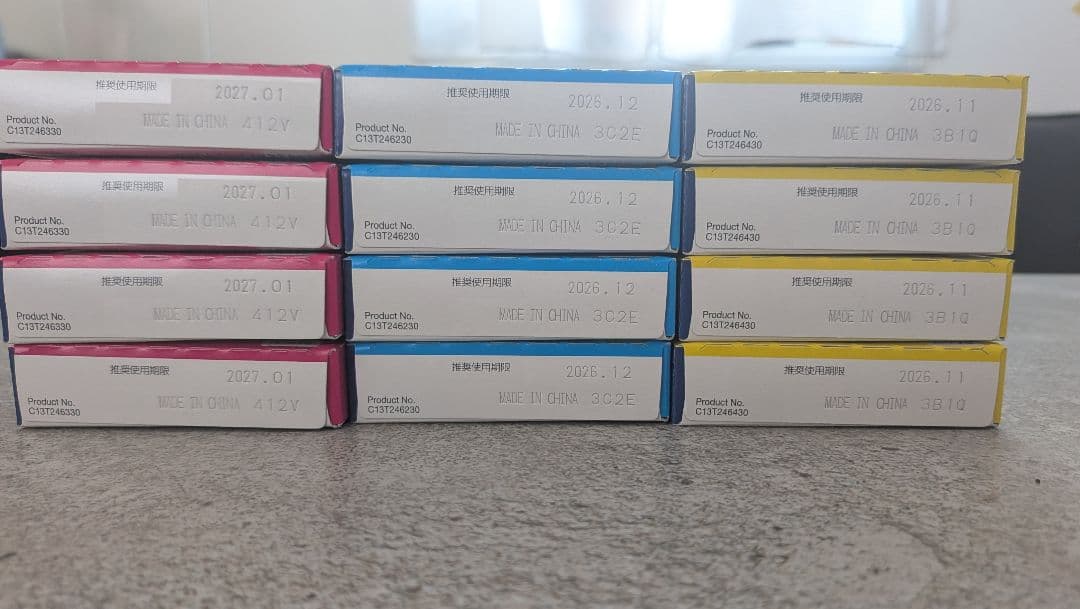 推奨使用期限 2027.01
Product No. MADE IN CHINA 412V
C13T246330
推奨使用期限 2026.12
Product No. MADE IN CHINA 3C2E
C13T246230
推奨使用期限 2026.11
Product No. MADE IN CHINA 3B1Q
C13T246430
推奨使用期限 2027.01
Product No. MADE IN CHINA 412V
C13T246330
推奨使用期限 2026.12
Product No. MADE IN CHINA 3C2E
C13T246230
推奨使用期限 2026.11
Product No. MADE IN CHINA 3B1Q
C13T246430
推奨使用期限 2027.01
Product No. MADE IN CHINA 412V
C13T246330
推奨使用期限 2026.12
Product No. MADE IN CHINA 3C2E
C13T246230
推奨使用期限 2026.11
Product No. MADE IN CHINA 3B1Q
C13T246430
推奨使用期限 2027.01
Product No. MADE IN CHINA 412V
C13T246330
推奨使用期限 2026.12
Product No. MADE IN CHINA 3C2E
C13T246230
推奨使用期限 2026.11
Product No. MADE IN CHINA 3B1Q
C13T246430